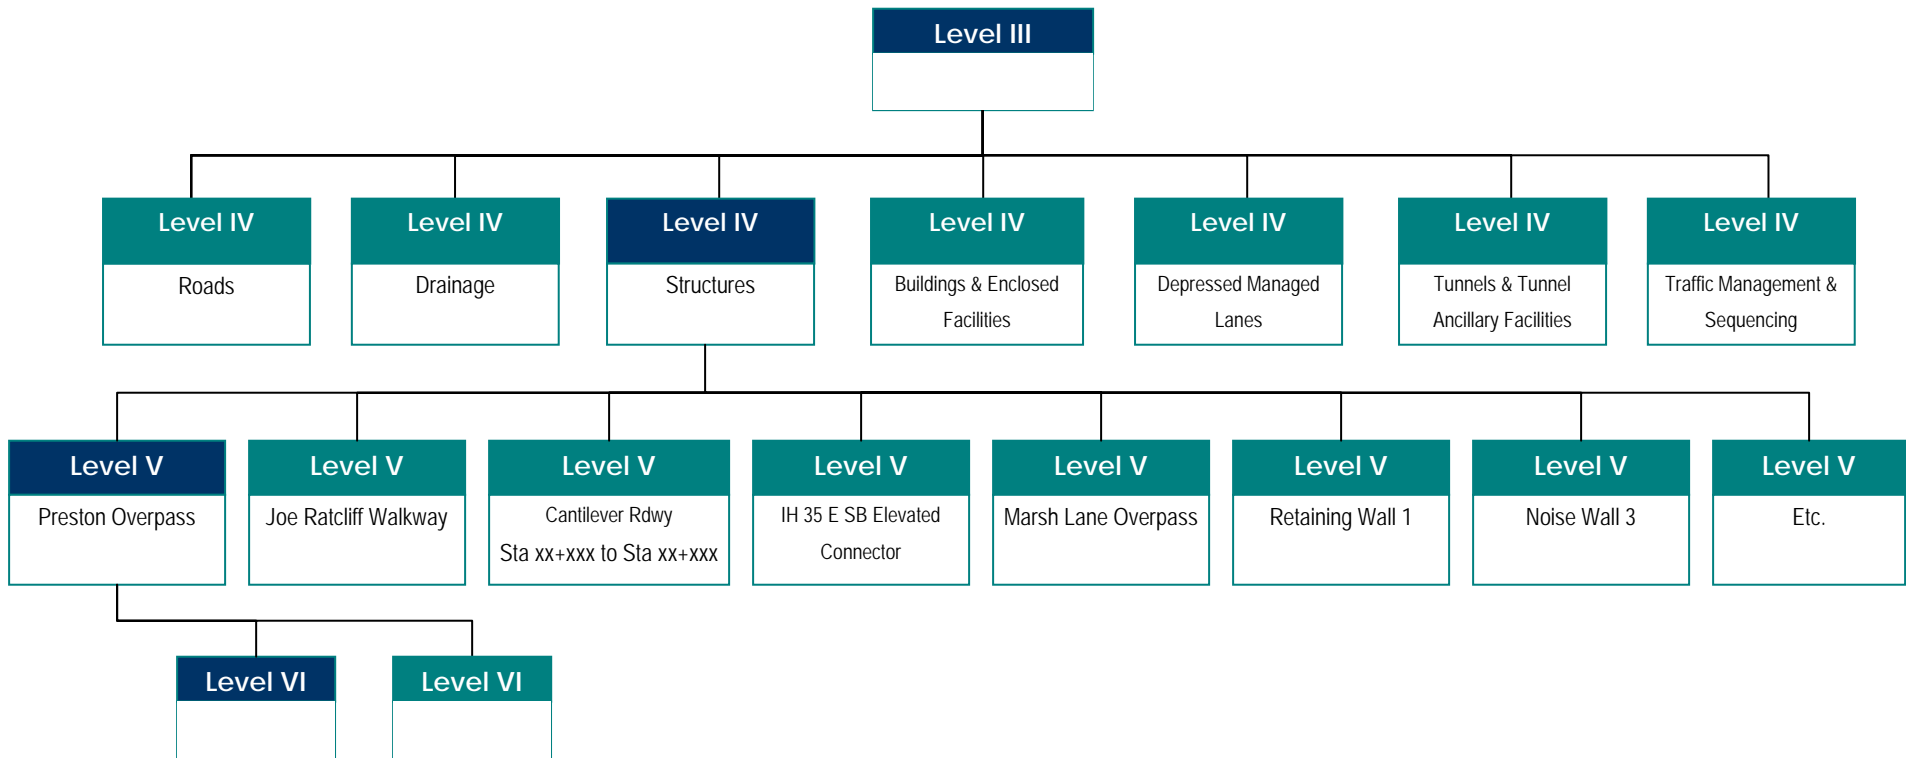 Level III
Level IV
Roads
Level IV
Drainage
Level IV
Structures
Level IV
Buildings & Enclosed
Facilities
Level IV
Depressed Managed
Lanes
Level IV
Tunnels & Tunnel
Ancillary Facilities
Level IV
Traffic Management &
Sequencing
Level V
Preston Overpass
Level V
Joe Ratcliff Walkway
Level V
Cantilever Rdwy
Sta xx+xxx to Sta xx+xxx
Level V
IH 35 E SB Elevated
Connector
Level V
Marsh Lane Overpass
Level V
Retaining Wall 1
Level V
Noise Wall 3
Level V
Etc.
Level VI
Level VI